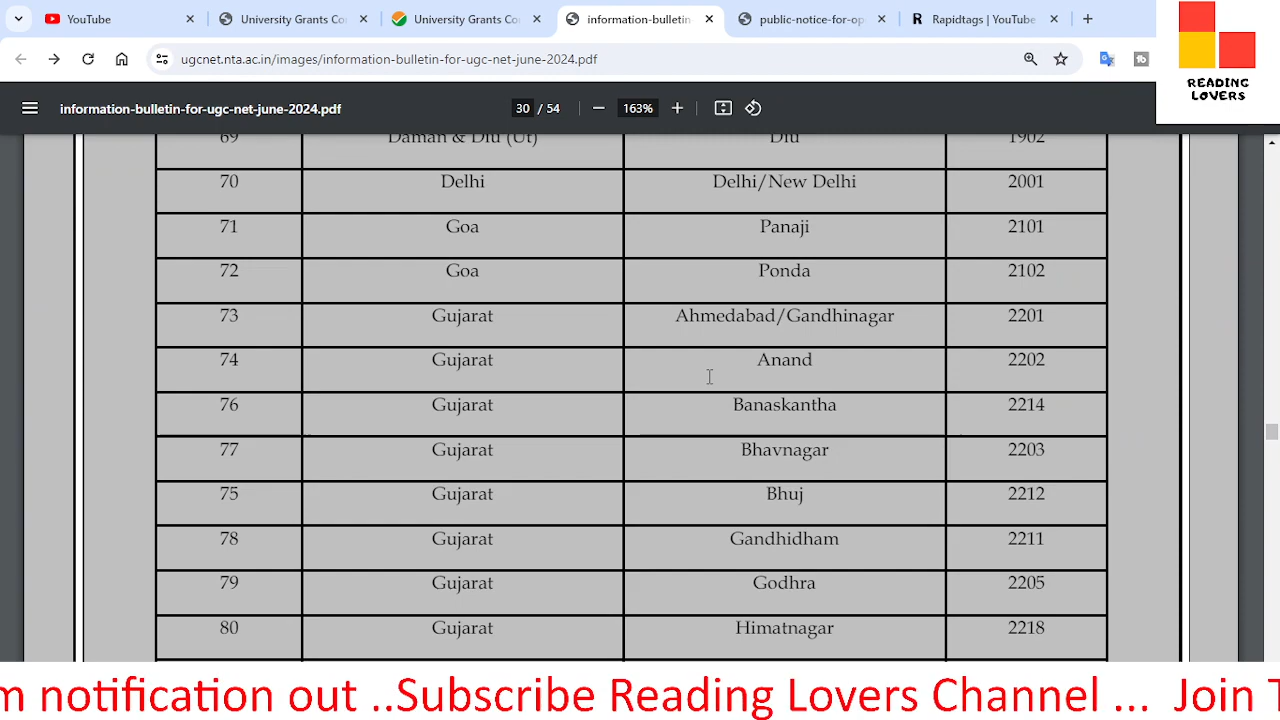 YouTube
University Grants Co
University Grants Co
information-bulletin
public-notice-for-op
R Rapidtags | YouTube
ugcnet.nta.ac.in/images/information-bulletin-for-ugc-net-june-2024.pdf
READING
LOVERS
information-bulletin-for-ugc-net-june-2024.pdf
30 / 54
163%
69 Daman & Diu (Ut) Diu 1902
70 Delhi Delhi/New Delhi 2001
71 Goa Panaji 2101
72 Goa Ponda 2102
73 Gujarat Ahmedabad/Gandhinagar 2201
74 Gujarat Anand 2202
76 Gujarat Banaskantha 2214
77 Gujarat Bhavnagar 2203
75 Gujarat Bhuj 2212
78 Gujarat Gandhidham 2211
79 Gujarat Godhra 2205
80 Gujarat Himatnagar 2218
m notification out ..Subscribe Reading Lovers Channel ... Join T